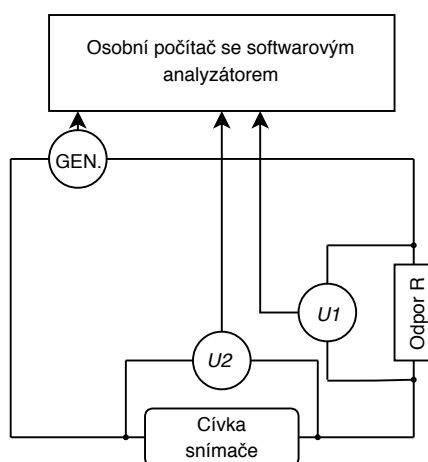 Osobní počítač se softwarovým
analyzátorem
GEN.
U1
Odpor R
U2
Cívka
snímače